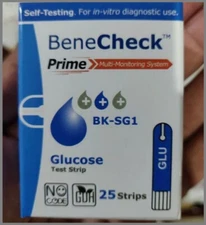 Self-Testing. For in-vitro diagnostic use.
BeneCheck™
Prime Multi-Monitoring System
BK-SG1
Glucose
Test Strip
GLU
NO CODE
GDH
25 Strips